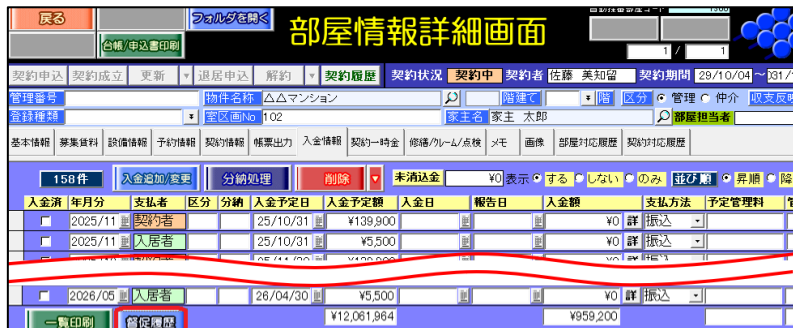 戻る
フォルダを開く
台帳/申込書印刷
部屋情報詳細画面
1 / 1
契約申込 契約成立 更新 退居申込 解約 契約履歴 契約状況 契約中 契約者 佐藤 美知留 契約期間 29/10/04 ～
管理番号 物件名称 △△マンション 階建て 階 区分 管理 仲介 収支反映
登録種類 室区画No 102 家主名 家主 太郎 部屋担当者
基本情報 募集賃料 設備情報 予約情報 契約情報 帳票出力 入金情報 契約一時金 修繕/クレーム/点検 メモ 画像 部屋対応履歴 契約対応履歴
158件 入金追加/変更 分納処理 削除 未消込金 ¥0 表示 する しない のみ 並び順 昇順 降
入金済 年月分 支払者 区分 分納 入金予定日 入金予定額 入金日 報告日 入金額 支払方法 予定管理料
2025/11 契約者 25/10/31 ¥139,900 ¥0 詳 振込
2025/11 入居者 25/10/31 ¥5,500 ¥0 詳 振込
2026/05 入居者 26/04/30 ¥5,500 ¥0 詳 振込
一覧印刷 督促履歴 ¥12,061,964 ¥959,200